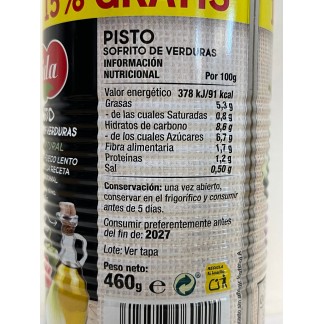 15% GRATIS
PISTO
SOFRITO DE VERDURAS
INFORMACIÓN
NUTRICIONAL Por 100g
Valor energético 378 kJ/91 kcal
Grasas 5,3 g
- de las cuales Saturadas 0,8 g
Hidratos de carbono 8,6 g
- de los cuales Azúcares 6,7 g
Fibra alimentaria 1,7 g
Proteínas 1,2 g
Sal 0,50 g
Conservación: una vez abierto,
conservar en el frigorífico y consumir
antes de 5 días.
Consumir preferentemente antes
del fin de: 2027
Lote: Ver tapa
Peso neto:
460g